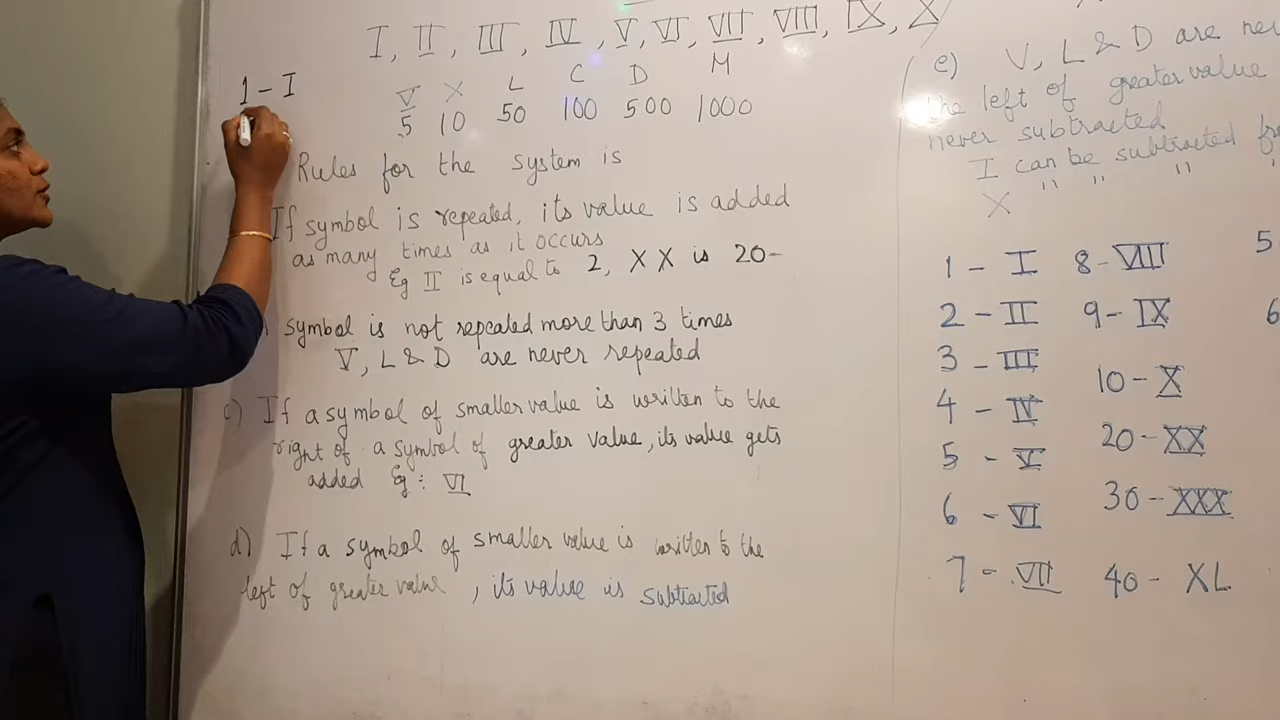 I, II, III, IV, V, VI, VII, VIII, IX, X
1 - I
V X L C D M
5 10 50 100 500 1000
Rules for the system is
If symbol is repeated, its value is added
as many times as it occurs
Eg II is equal to 2, XX is 20-
symbol is not repeated more than 3 times
V, L & D are never repeated
c) If a symbol of smaller value is written to the
right of a symbol of greater value, its value gets
added Eg : VI
d) If a symbol of smaller value is written to the
left of greater value, its value is subtracted
e) V, L & D are
the left of greater value
never subtracted
I can be subtracted
X " " " "
1 - I
2 - II
3 - III
4 - IV
5 - V
6 - VI
7 - VII
8 - VIII
9 - IX
10 - X
20 - XX
30 - XXX
40 - XL
5
6